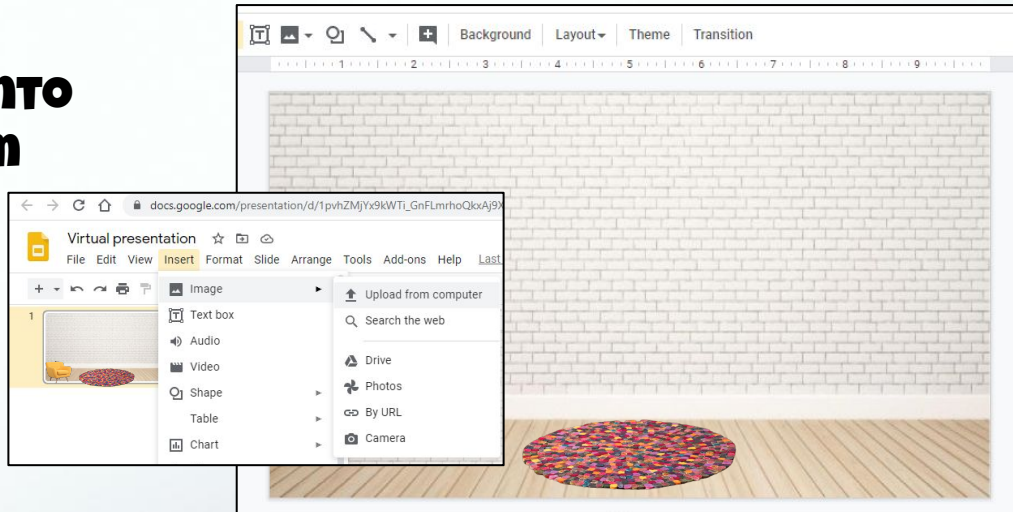 Background Layout Theme Transition
1 2 3 4 5 6 7 8 9
docs.google.com/presentation/d/1pvhZMjYx9kWTi_GnFLmrhoQkxAj9X
Virtual presentation
File Edit View Insert Format Slide Arrange Tools Add-ons Help Last
1
Image
Text box
Audio
Video
Shape
Table
Chart
Upload from computer
Search the web
Drive
Photos
By URL
Camera